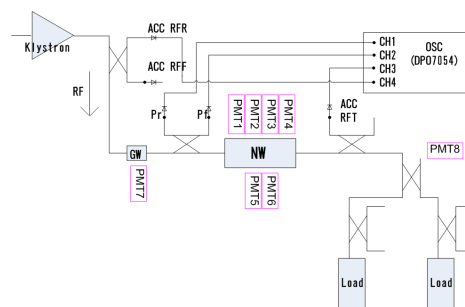 Klystron
ACC RFR
ACC RFF
RF
CH1
CH2
CH3
CH4
OSC
(DPO7054)
Pr
Pf
PMT1
PMT2
PMT3
PMT4
ACC
RFT
GW
NW
PMT7
PMT5
PMT6
PMT8
Load
Load